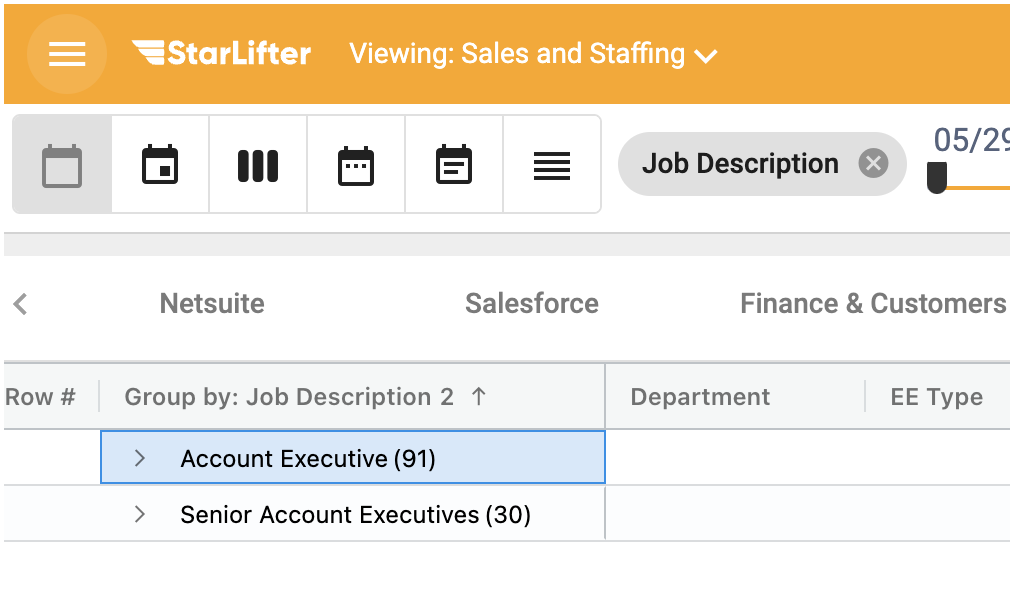 StarLifter Viewing: Sales and Staffing
Job Description 05/29
Netsuite Salesforce Finance & Customers
Row # Group by: Job Description 2 ↑ Department EE Type
Account Executive (91)
Senior Account Executives (30)